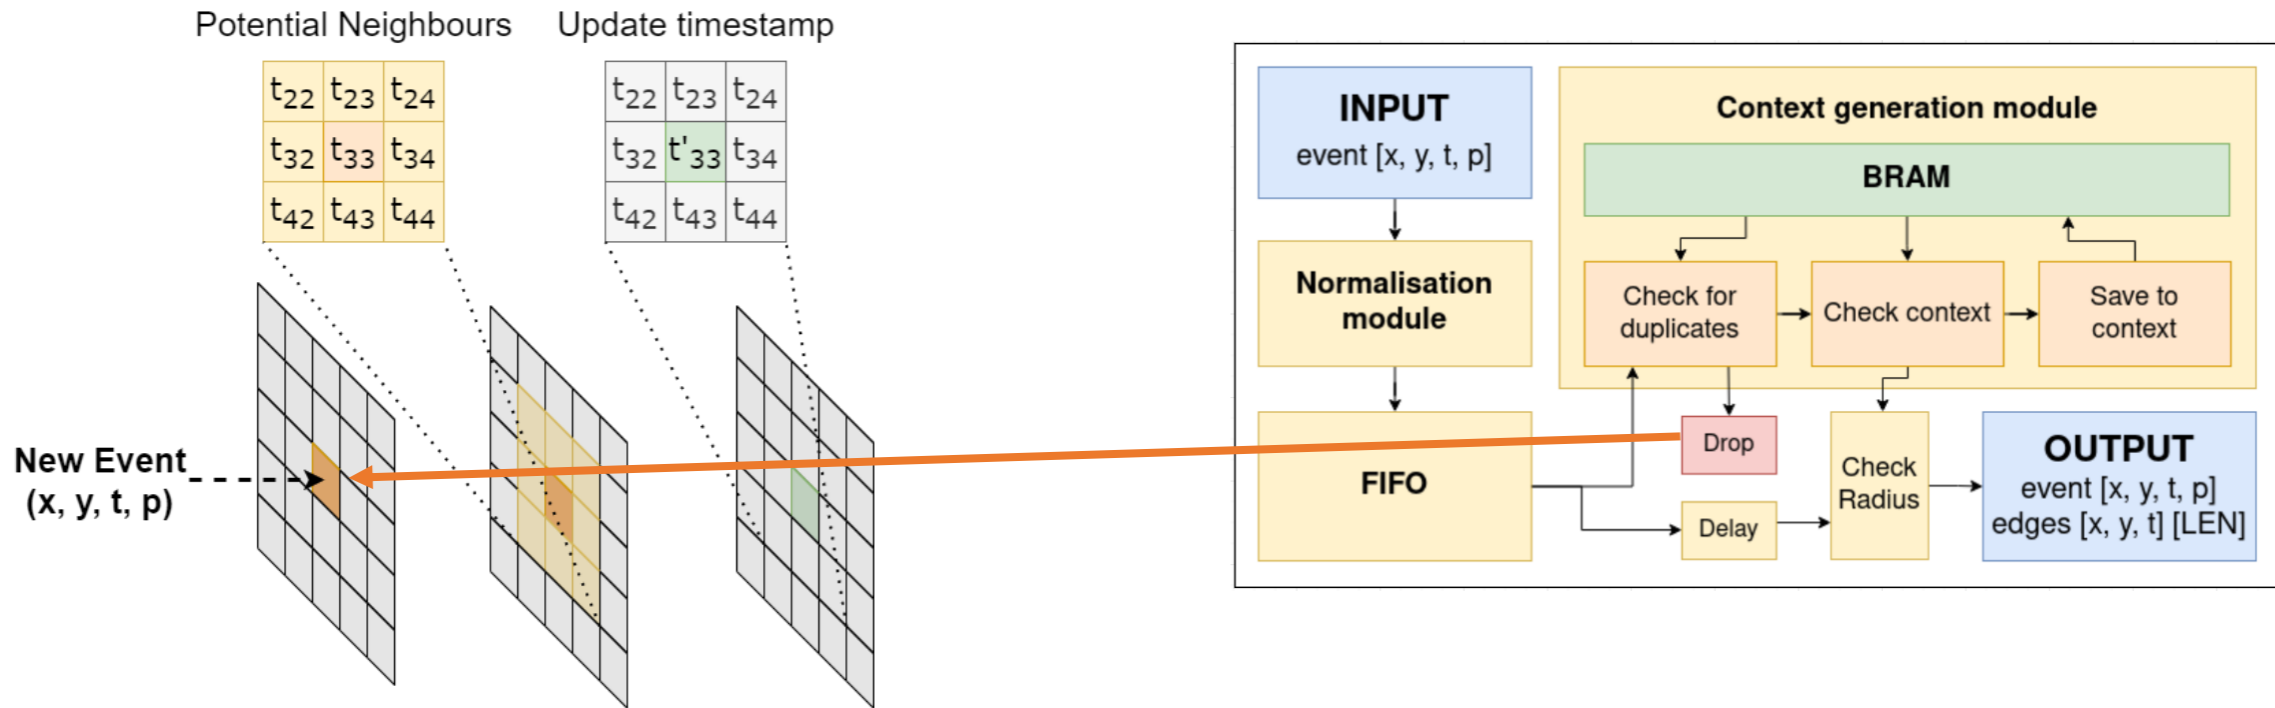 Potential Neighbours
Update timestamp
t22 t23 t24
t32 t33 t34
t42 t43 t44
t22 t23 t24
t32 t'33 t34
t42 t43 t44
New Event
(x, y, t, p)
INPUT
event [x, y, t, p]
Normalisation
module
FIFO
Context generation module
BRAM
Check for
duplicates
Check context
Save to
context
Drop
Delay
Check
Radius
OUTPUT
event [x, y, t, p]
edges [x, y, t] [LEN]